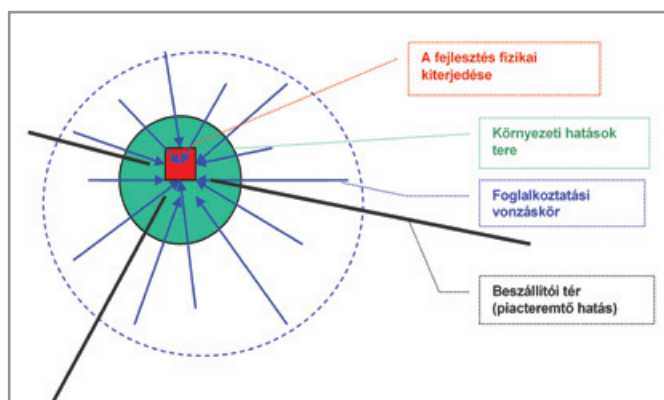 A fejlesztés fizikai
kiterjedése
Környezeti hatások
tere
Foglalkoztatási
vonzáskör
Beszállítói tér
(piacteremtő hatás)